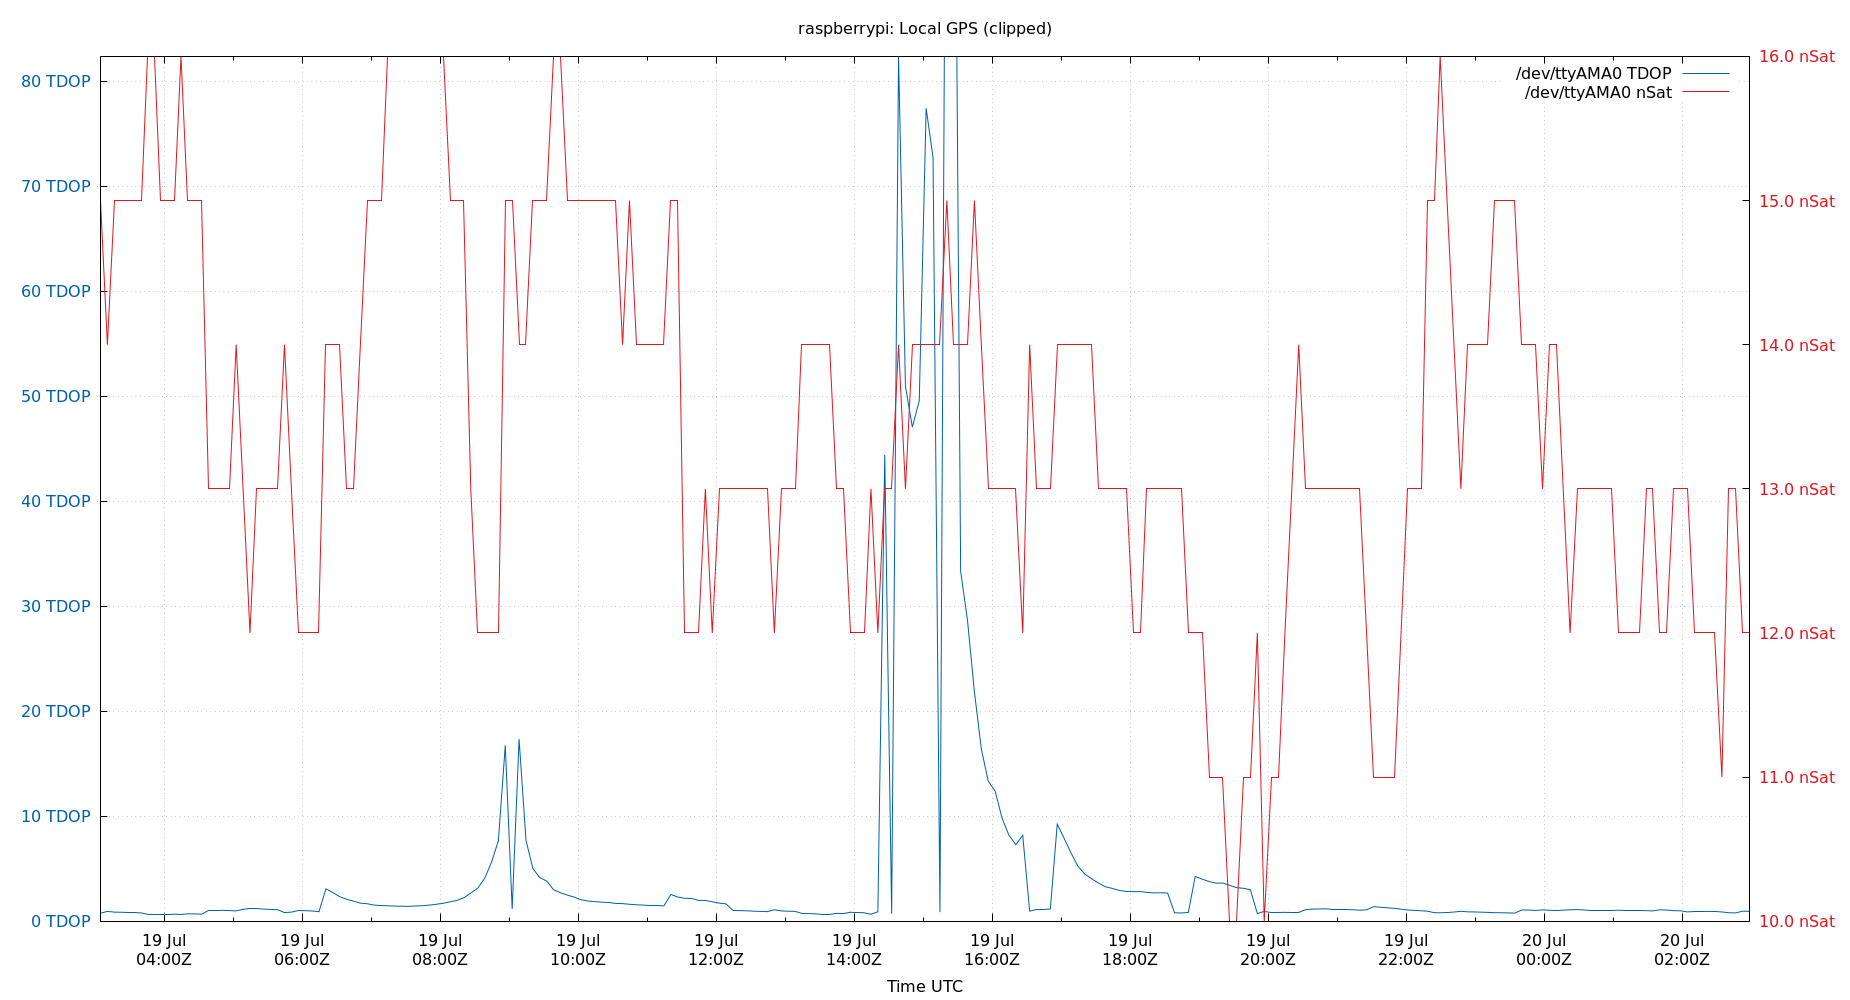 raspberrypi: Local GPS (clipped)
/dev/ttyAMA0 TDOP
/dev/ttyAMA0 nSat
80 TDOP
70 TDOP
60 TDOP
50 TDOP
40 TDOP
30 TDOP
20 TDOP
10 TDOP
0 TDOP
16.0 nSat
15.0 nSat
14.0 nSat
13.0 nSat
12.0 nSat
11.0 nSat
10.0 nSat
19 Jul 19 Jul 19 Jul 19 Jul 19 Jul 19 Jul 19 Jul 19 Jul 19 Jul 19 Jul 20 Jul 20 Jul
04:00Z 06:00Z 08:00Z 10:00Z 12:00Z 14:00Z 16:00Z 18:00Z 20:00Z 22:00Z 00:00Z 02:00Z
Time UTC